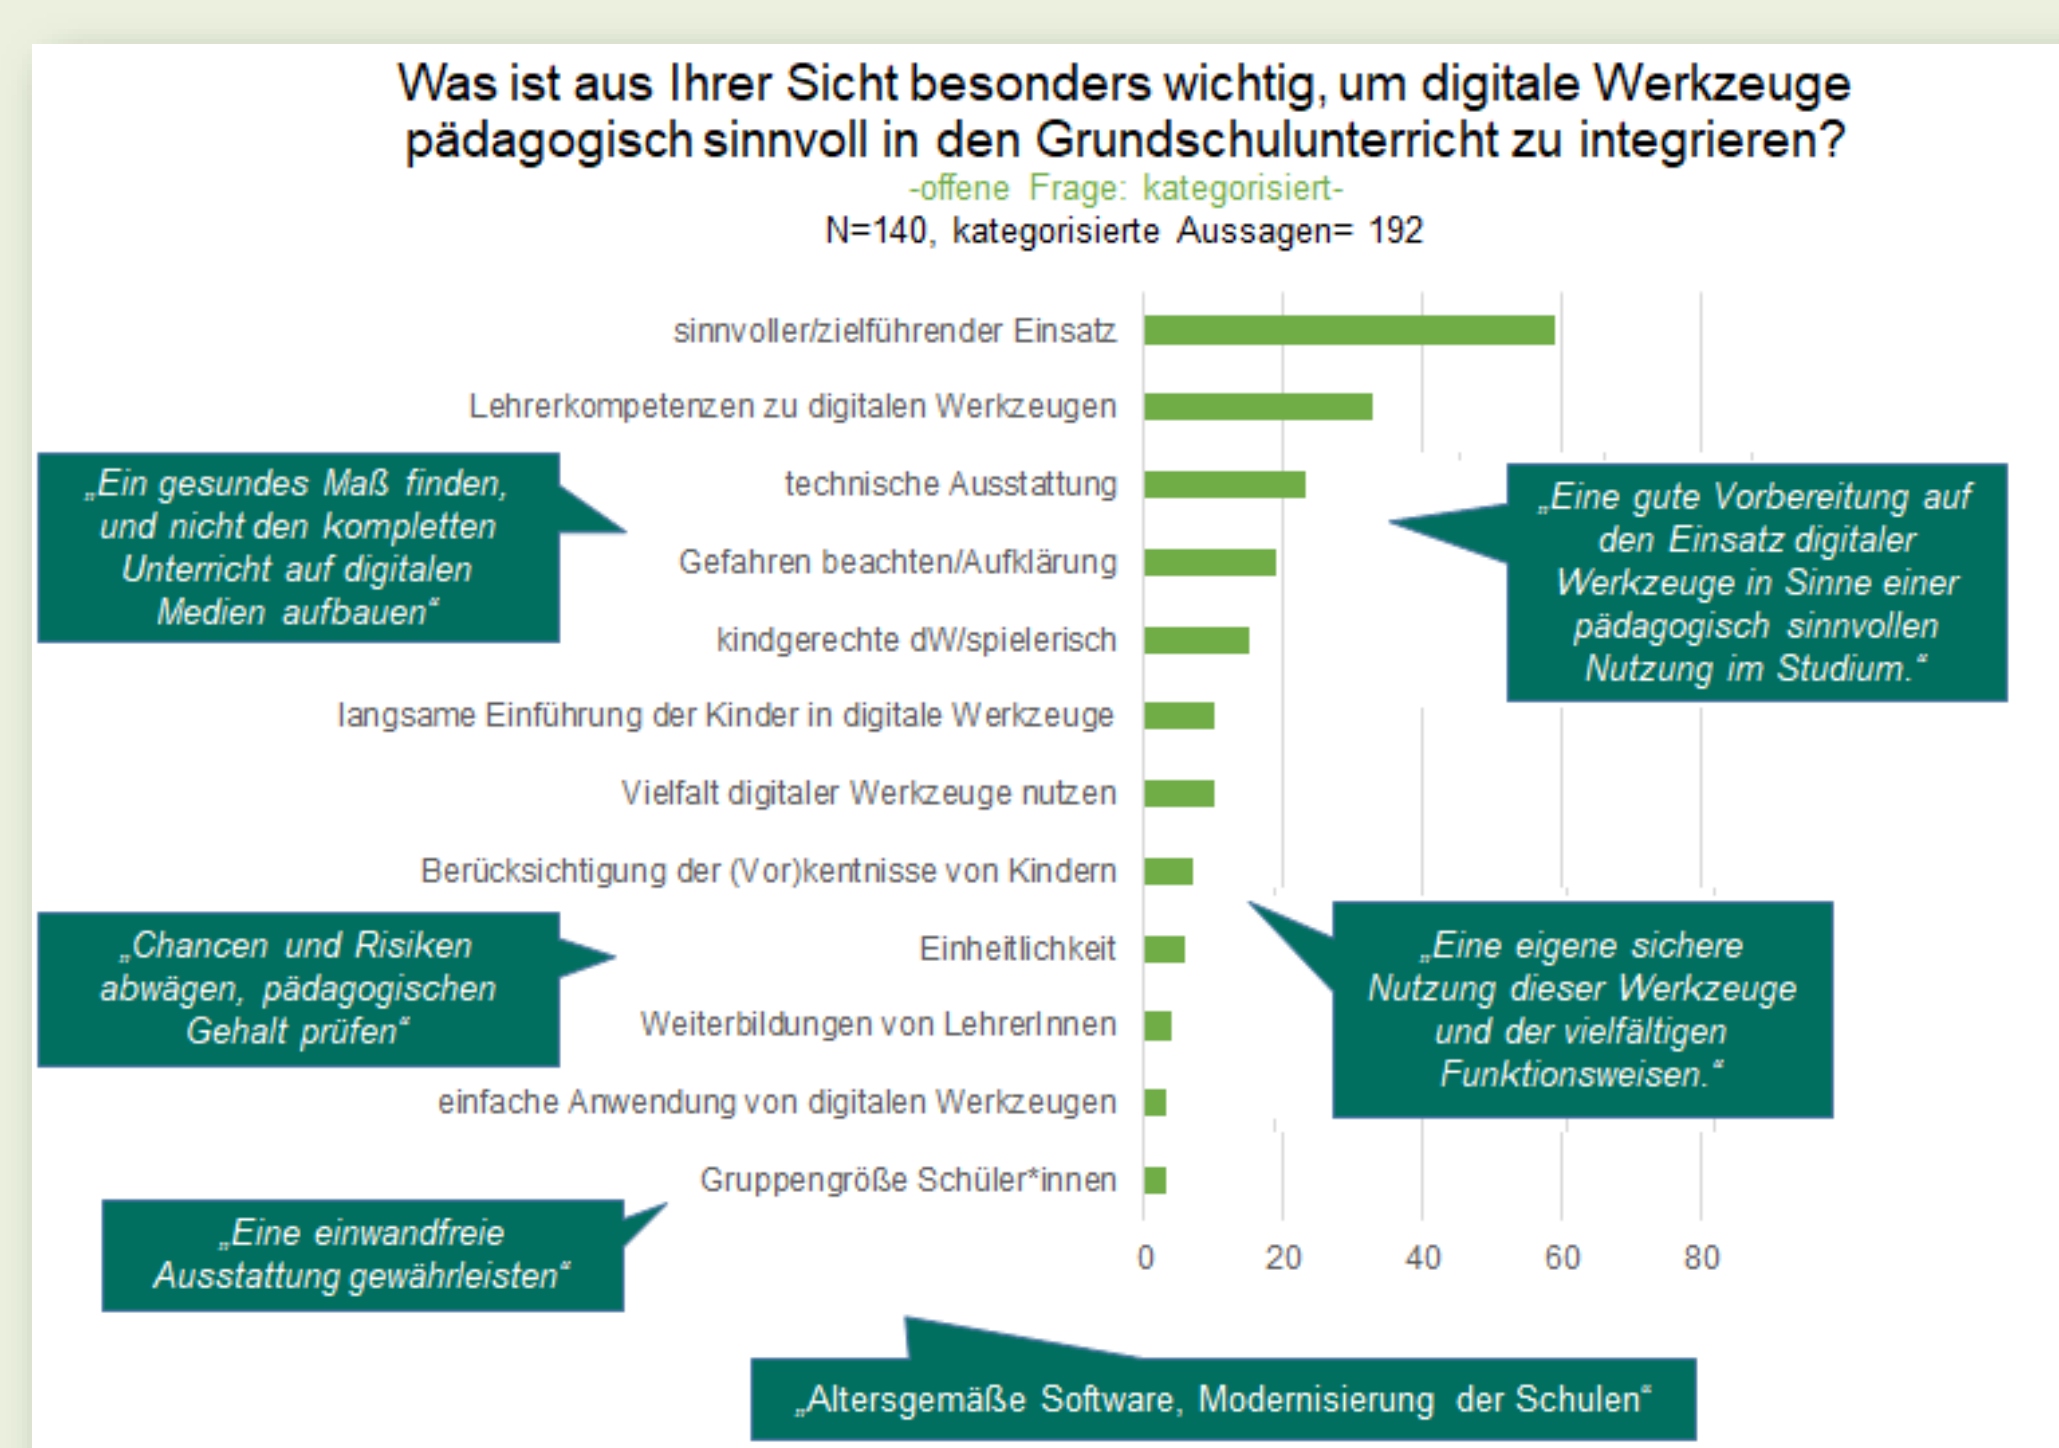 Was ist aus Ihrer Sicht besonders wichtig, um digitale Werkzeuge
pädagogisch sinnvoll in den Grundschulunterricht zu integrieren?
-offene Frage: kategorisiert-
N=140, kategorisierte Aussagen= 192
sinnvoller/zielführender Einsatz
Lehrerkompetenzen zu digitalen Werkzeugen
technische Ausstattung
Gefahren beachten/Aufklärung
kindgerechte dW/spielerisch
langsame Einführung der Kinder in digitale Werkzeuge
Vielfalt digitaler Werkzeuge nutzen
Berücksichtigung der (Vor)kentnisse von Kindern
Einheitlichkeit
Weiterbildungen von LehrerInnen
einfache Anwendung von digitalen Werkzeugen
Gruppengröße Schüler*innen
0 20 40 60 80
„Ein gesundes Maß finden,
und nicht den kompletten
Unterricht auf digitalen
Medien aufbauen“
„Eine gute Vorbereitung auf
den Einsatz digitaler
Werkzeuge in Sinne einer
pädagogisch sinnvollen
Nutzung im Studium.“
„Chancen und Risiken
abwägen, pädagogischen
Gehalt prüfen“
„Eine eigene sichere
Nutzung dieser Werkzeuge
und der vielfältigen
Funktionsweisen.“
„Eine einwandfreie
Ausstattung gewährleisten“
„Altersgemäße Software, Modernisierung der Schulen“